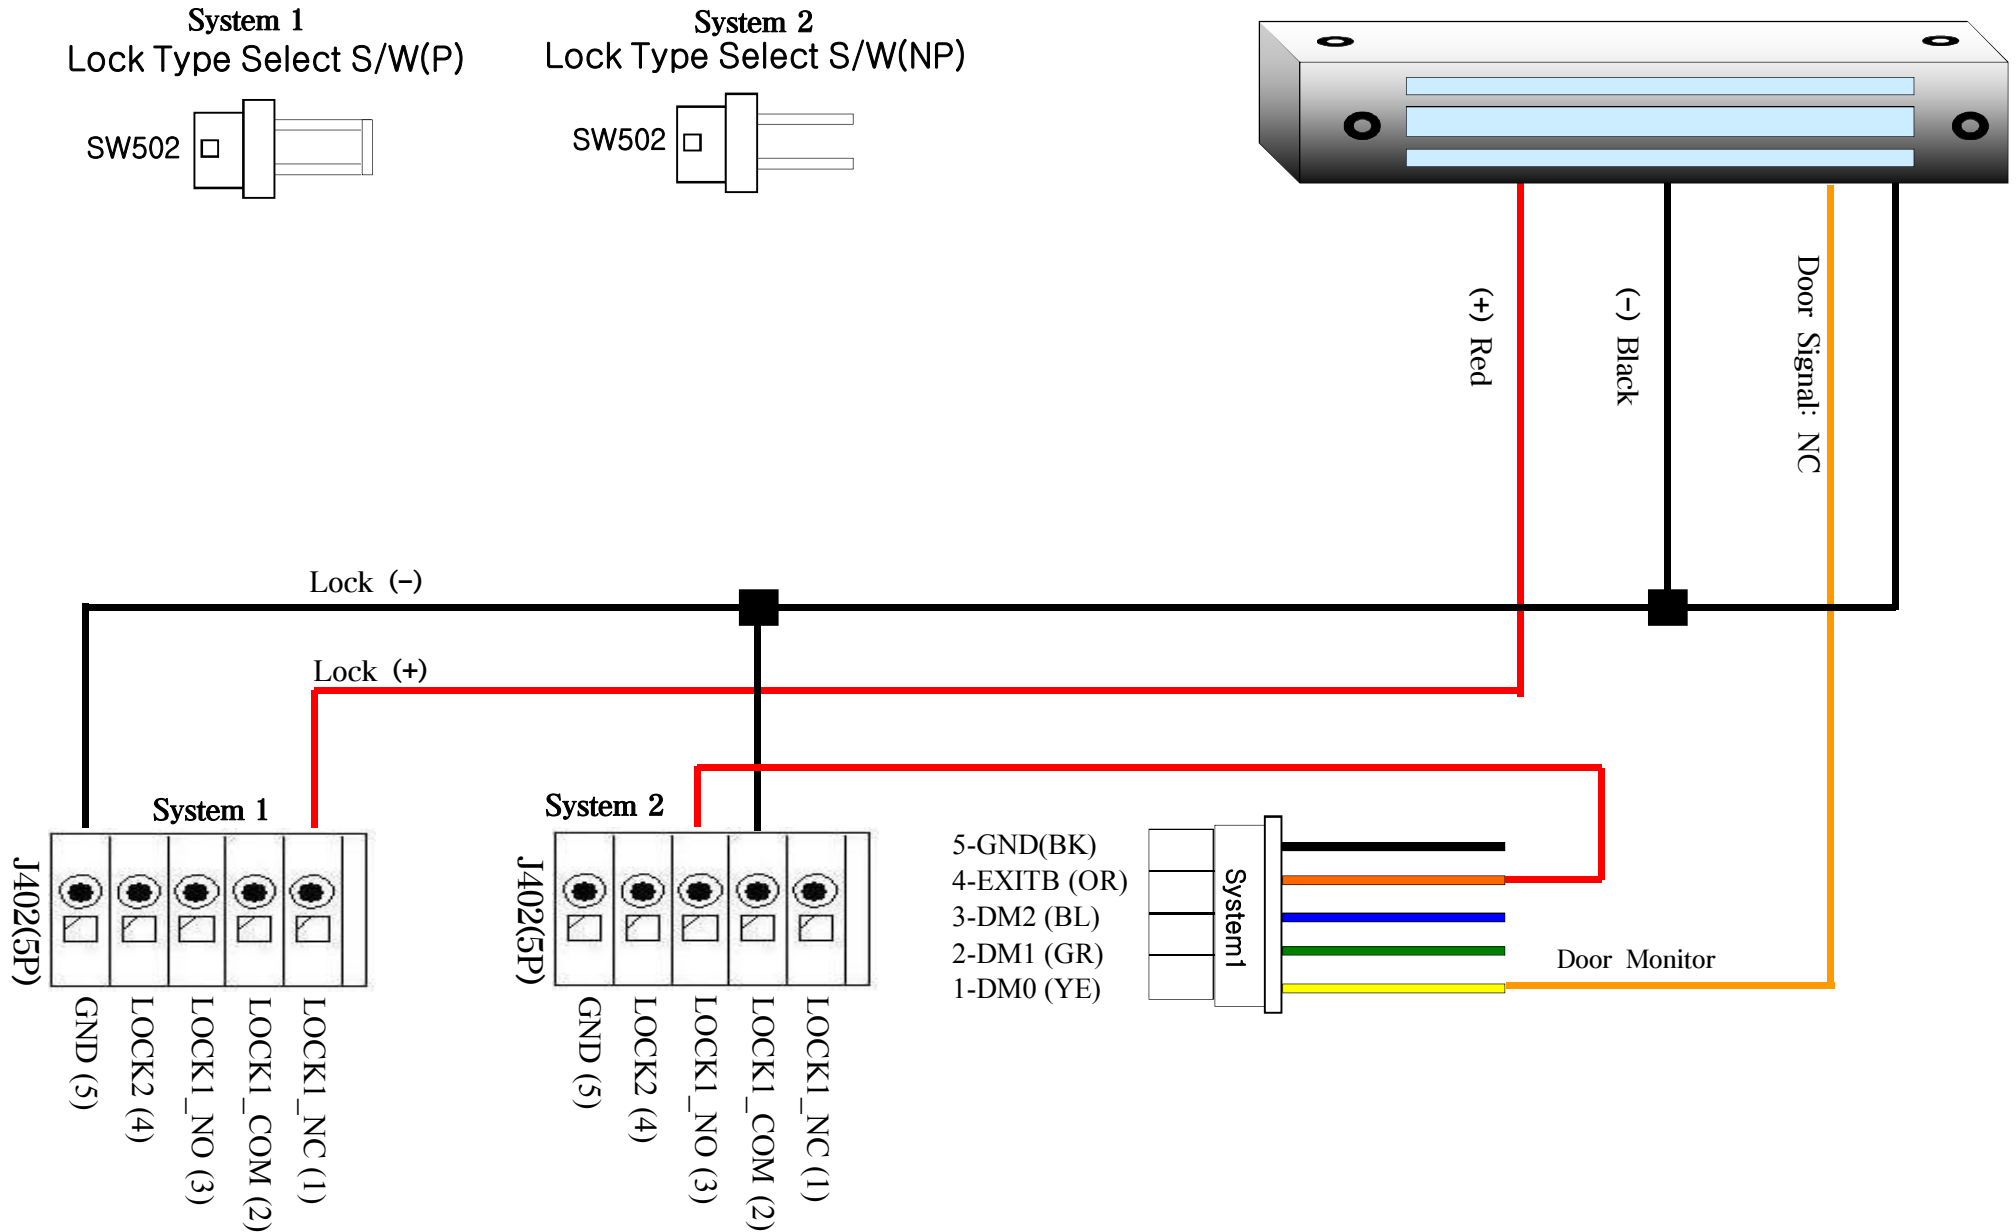 System 1
Lock Type Select S/W(P)
SW502
System 2
Lock Type Select S/W(NP)
SW502
(+) Red
(-) Black
Door Signal: NC
Lock (-)
Lock (+)
System 1
J402(5P)
GND (5)
LOCK2 (4)
LOCK1_NO (3)
LOCK1_COM (2)
LOCK1_NC (1)
System 2
J402(5P)
GND (5)
LOCK2 (4)
LOCK1_NO (3)
LOCK1_COM (2)
LOCK1_NC (1)
5-GND(BK)
4-EXITB (OR)
3-DM2 (BL)
2-DM1 (GR)
1-DM0 (YE)
System1
Door Monitor